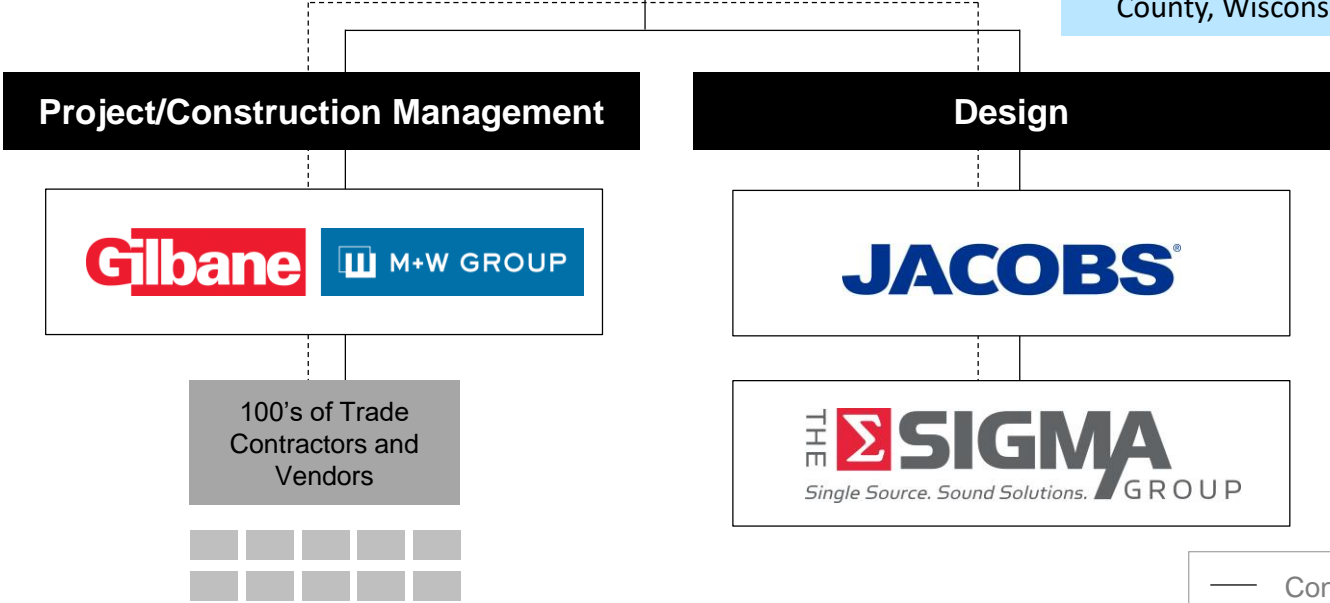 County, Wiscons
Project/Construction Management
Design
Gilbane
M+W GROUP
JACOBS®
100's of Trade
Contractors and
Vendors
THE Σ SIGMA
Single Source. Sound Solutions. GROUP
Con